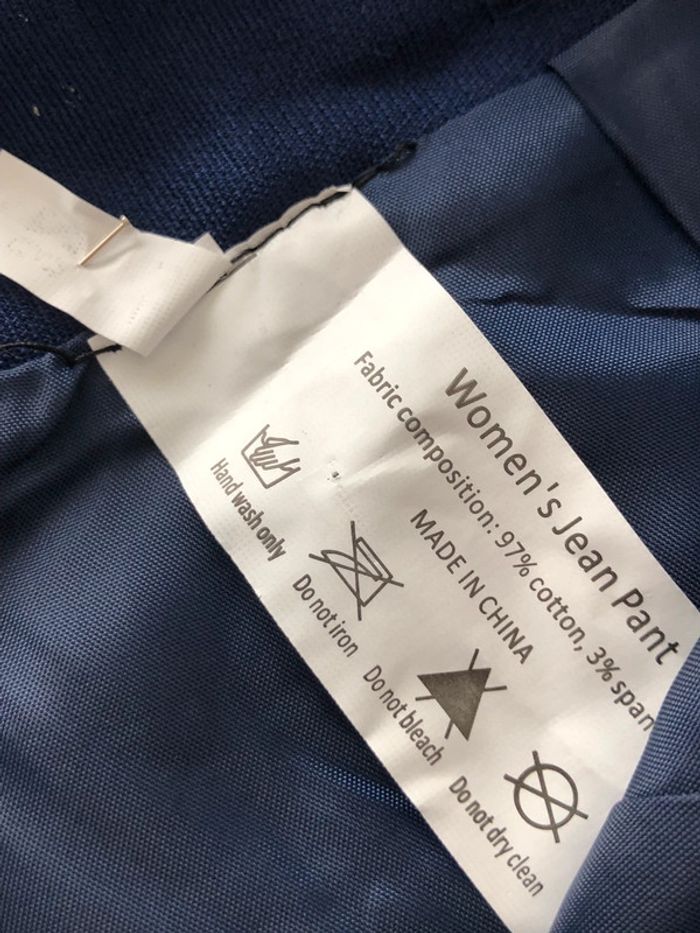 Women's Jean Pant
Fabric composition: 97% cotton, 3% span
MADE IN CHINA
Hand wash only
Do not iron
Do not bleach
Do not dry clean